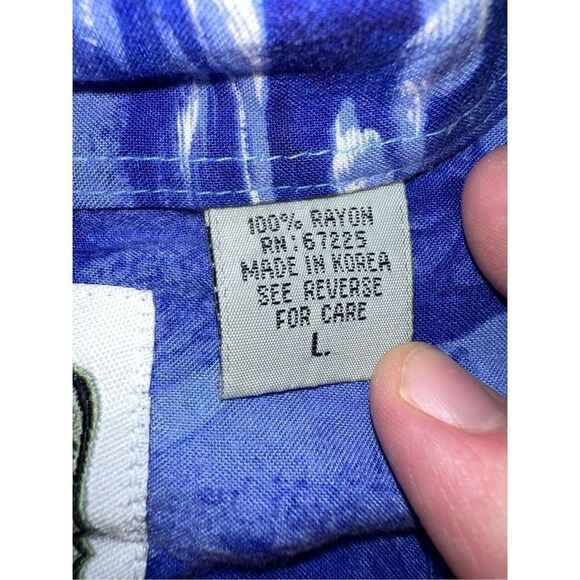 100% RAYON
RN: 67225
MADE IN KOREA
SEE REVERSE
FOR CARE
L.